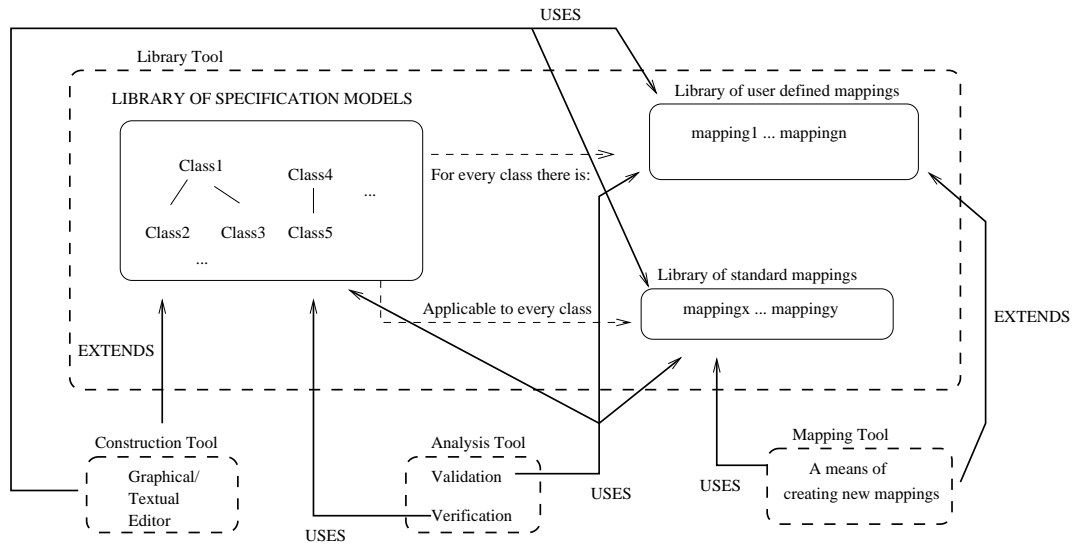 USES
Library Tool
LIBRARY OF SPECIFICATION MODELS
Library of user defined mappings
mapping1 ... mappingn
Class1
Class4
...
For every class there is:
Class2
Class3
Class5
...
Library of standard mappings
Applicable to every class
mappingx ... mappingy
EXTENDS
EXTENDS
Construction Tool
Graphical/
Textual
Editor
Analysis Tool
Validation
Verification
USES
USES
Mapping Tool
A means of
creating new mappings
USES